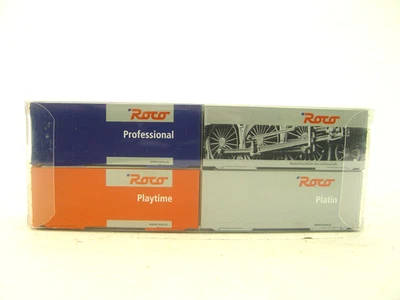 Roco
Professional
Roco
Roco
Playtime
Roco
Platin